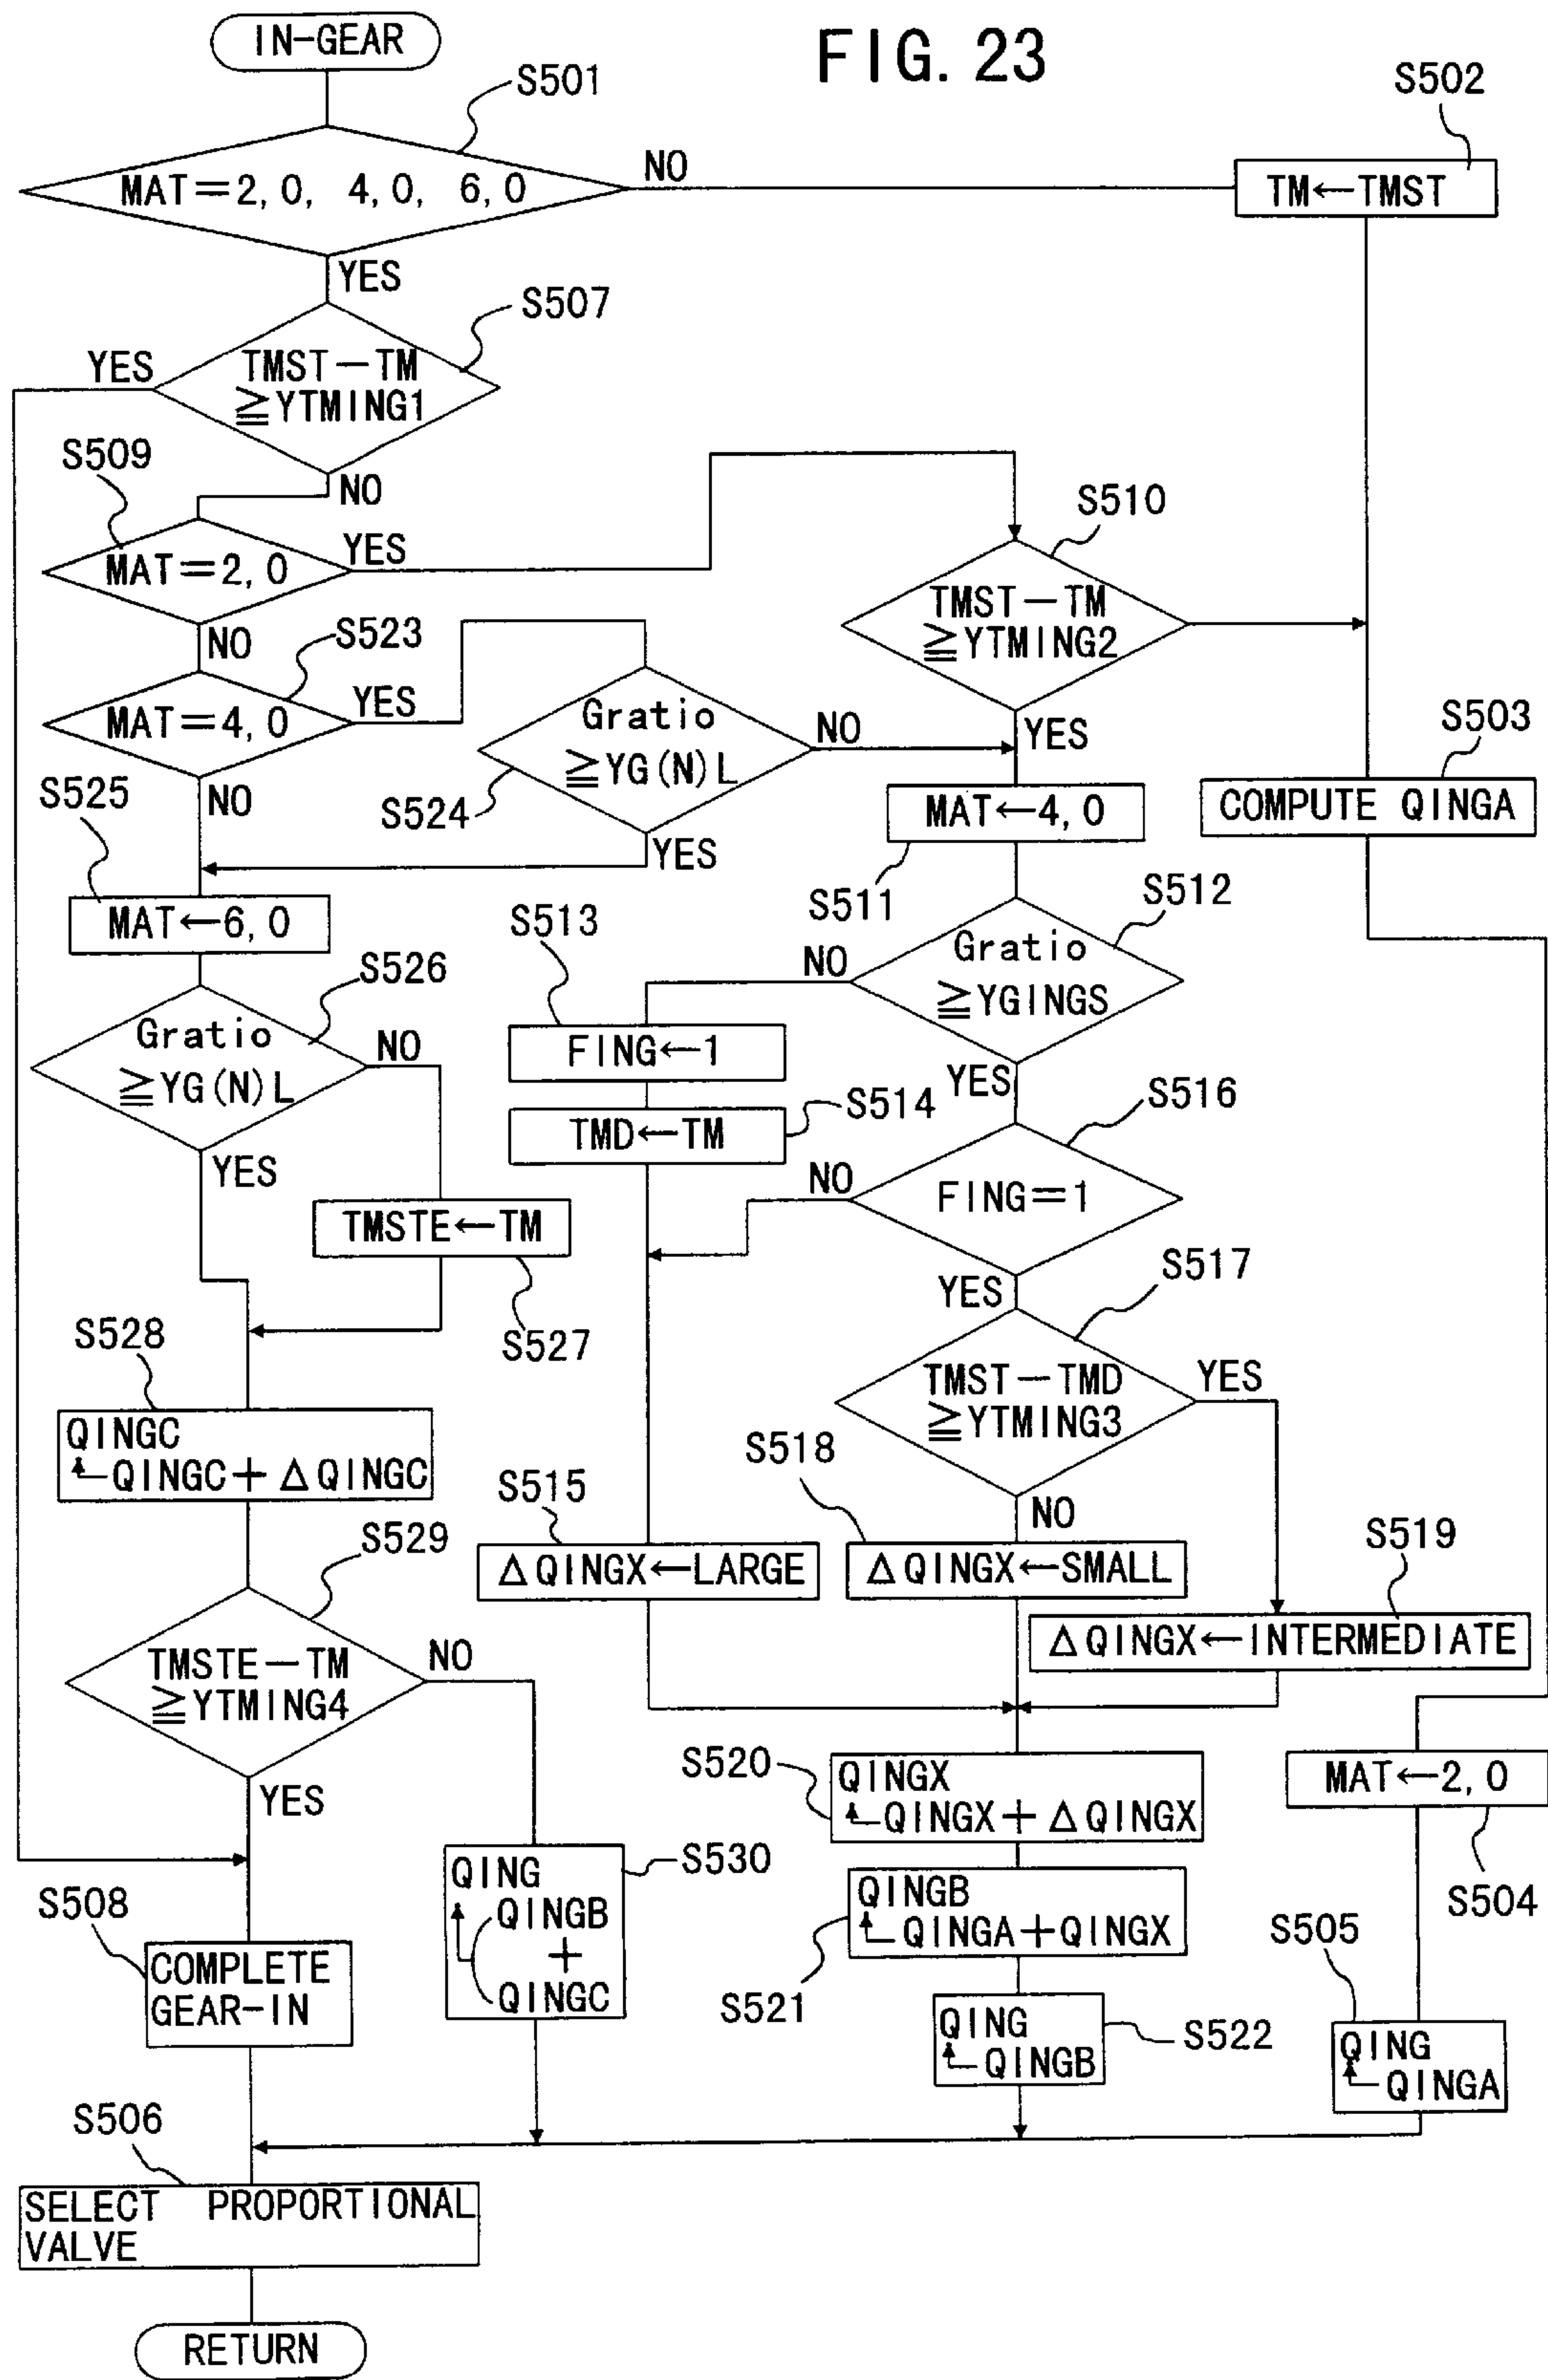 FIG. 23
IN-GEAR
S501
S502
MAT=2,0, 4,0, 6,0
NO
TM←TMST
YES
S507
YES
TMST−TM
≧YTMING1
NO
S509
S510
MAT=2,0
YES
TMST−TM
≧YTMING2
NO
S523
MAT=4,0
YES
Gratio
≧YG(N)L
NO
YES
S503
S525
NO
S524
MAT←4,0
COMPUTE QINGA
YES
MAT←6,0
S511
S512
S513
Gratio
≧YGINGS
NO
S526
Gratio
≧YG(N)L
NO
FING←1
YES
S514
S516
TMD←TM
YES
NO
FING=1
TMSTE←TM
S517
YES
S528
S527
TMST−TMD
≧YTMING3
YES
QINGC
QINGC+ΔQINGC
S518
S515
NO
S519
S529
ΔQINGX←LARGE
ΔQINGX←SMALL
ΔQINGX←INTERMEDIATE
TMSTE−TM
≧YTMING4
NO
S520
QINGX
QINGX+ΔQINGX
MAT←2,0
YES
S530
QING
QINGB
+
QINGC
QINGB
QINGA+QINGX
S504
S508
S505
COMPLETE
GEAR-IN
S521
QING
QINGB
S522
QING
QINGA
S506
SELECT PROPORTIONAL
VALVE
RETURN